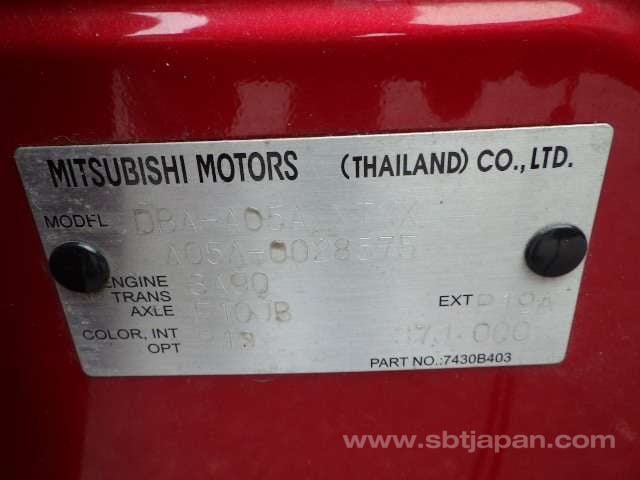 MITSUBISHI MOTORS (THAILAND) CO., LTD.
MODEL DBA-A05A
A05A-0028575
ENGINE 3A90
TRANS
AXLE
EXT P19A
COLOR, INT
OPT
PART NO.:7430B403
www.sbtjapan.com